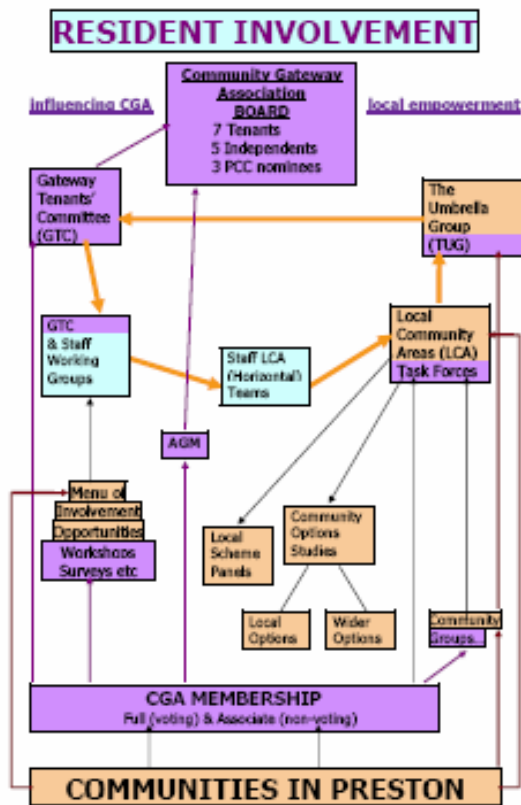 RESIDENT INVOLVEMENT
Community Gateway
Association
BOARD
7 Tenants
5 Independents
3 PCC nominees
influencing CGA
local empowerment
Gateway
Tenants'
Committee
(GTC)
The
Umbrella
Group
(TUG)
GTC
& Staff
Working
Groups
Staff LCA
(Horizontal)
Teams
Local
Community
Areas (LCA)
Task Forces
AGM
Menu of
Involvement
Opportunities
Workshops
Surveys etc
Local
Scheme
Panels
Community
Options
Studies
Local
Options
Wider
Options
Community
Groups...
CGA MEMBERSHIP
Full (voting) & Associate (non-voting)
COMMUNITIES IN PRESTON